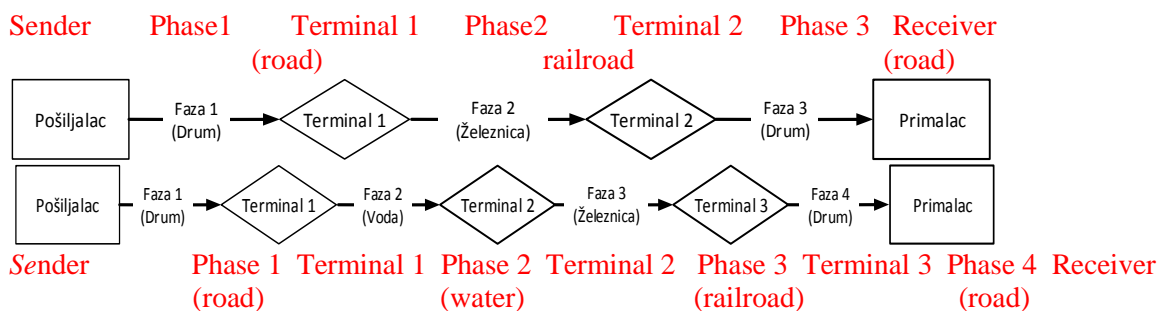 Sender Phase1 Terminal 1 Phase2 Terminal 2 Phase 3 Receiver
(road) railroad (road)
Pošiljalac Faza 1 (Drum) Terminal 1 Faza 2 (Železnica) Terminal 2 Faza 3 (Drum) Primalac
Pošiljalac Faza 1 (Drum) Terminal 1 Faza 2 (Voda) Terminal 2 Faza 3 (Železnica) Terminal 3 Faza 4 (Drum) Primalac
Sender Phase 1 Terminal 1 Phase 2 Terminal 2 Phase 3 Terminal 3 Phase 4 Receiver
(road) (water) (railroad) (road)